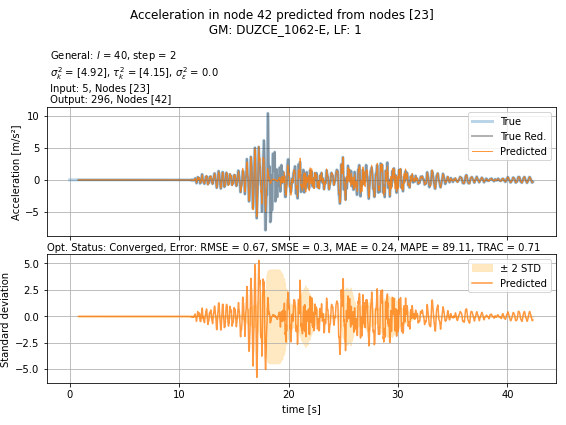 Acceleration in node 42 predicted from nodes [23]
GM: DUZCE_1062-E, LF: 1
General: l = 40, step = 2
σ²ₖ = [4.92], τ²ₖ = [4.15], σ²ε = 0.0
Input: 5, Nodes [23]
Output: 296, Nodes [42]
Acceleration [m/s²]
10
5
0
−5
True
True Red.
Predicted
Opt. Status: Converged, Error: RMSE = 0.67, SMSE = 0.3, MAE = 0.24, MAPE = 89.11, TRAC = 0.71
Standard deviation
5.0
2.5
0.0
−2.5
−5.0
± 2 STD
Predicted
0 10 20 30 40
time [s]